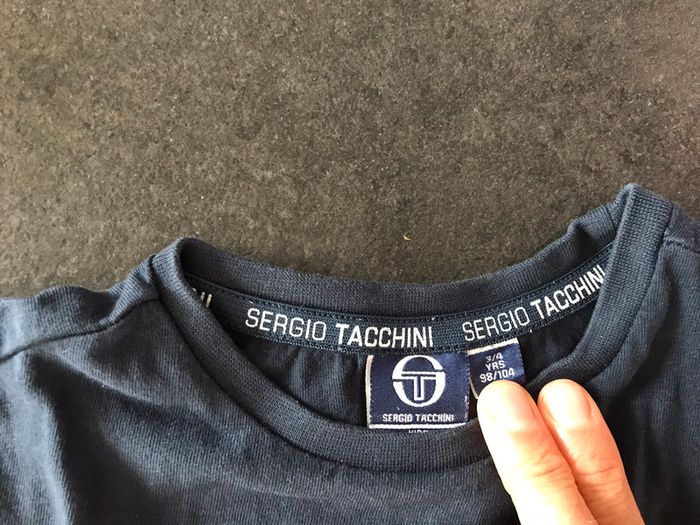 SERGIO TACCHINI
SERGIO TACCHINI
SERGIO TACCHINI
3/4
YRS
98/104